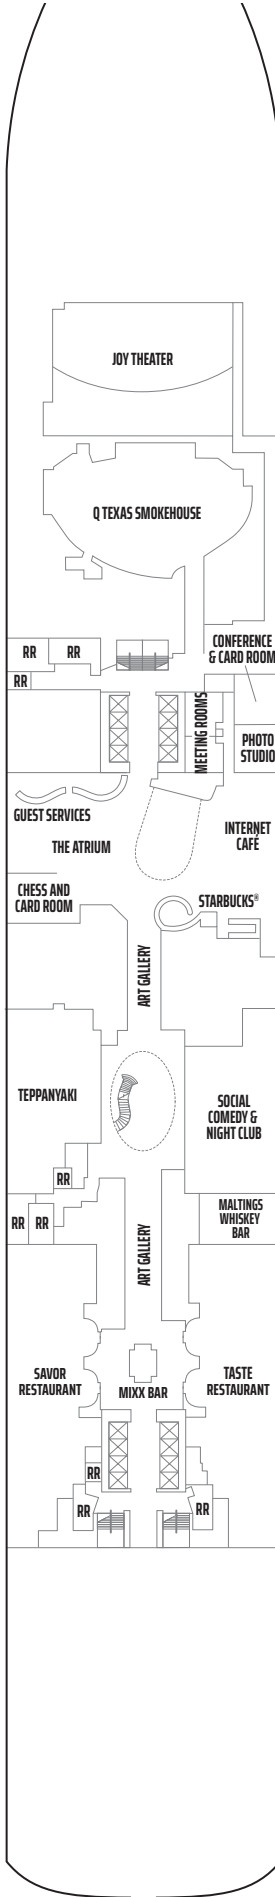 JOY THEATER
Q TEXAS SMOKEHOUSE
CONFERENCE
& CARD ROOM
RR
RR
RR
MEETING ROOMS
PHOTO
STUDIO
GUEST SERVICES
THE ATRIUM
INTERNET
CAFÉ
CHESS AND
CARD ROOM
STARBUCKS®
ART GALLERY
TEPPANYAKI
SOCIAL
COMEDY &
NIGHT CLUB
RR
RR
RR
MALTINGS
WHISKEY
BAR
ART GALLERY
SAVOR
RESTAURANT
MIXX BAR
TASTE
RESTAURANT
RR
RR
RR